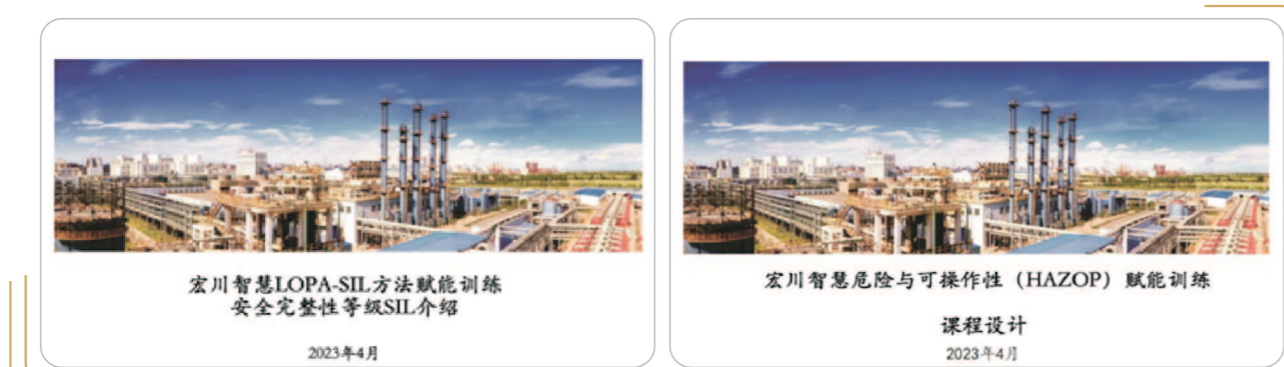 宏川智慧LOPA-SIL方法赋能训练
安全完整性等级SIL介绍
2023年4月
宏川智慧危险与可操作性（HAZOP）赋能训练
课程设计
2023年4月